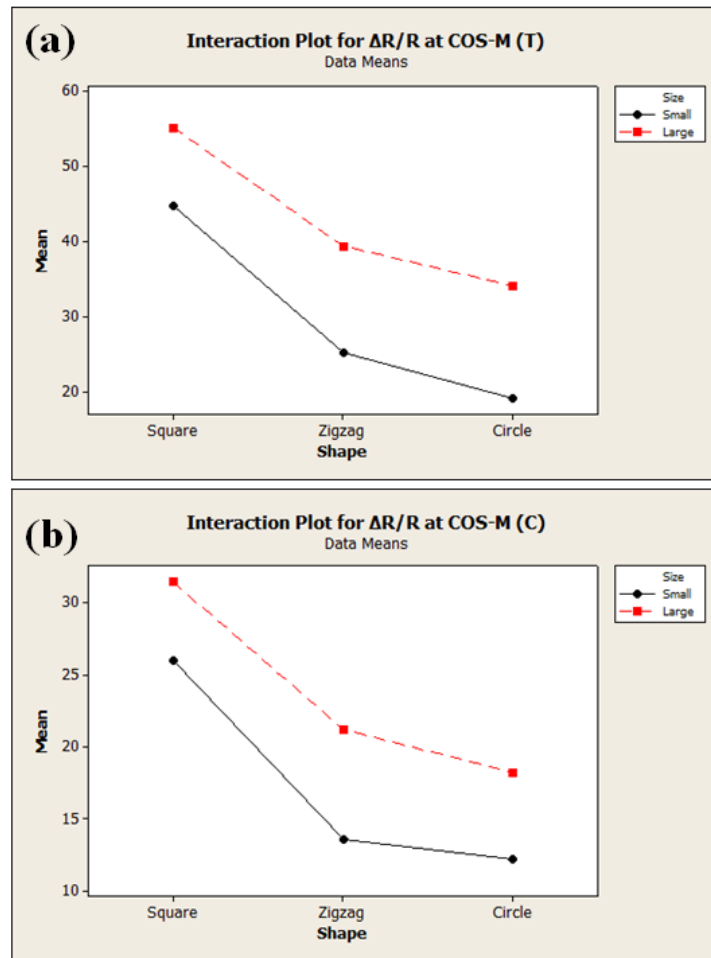 (a)
Interaction Plot for ΔR/R at COS-M (T)
Data Means
Size
Small
Large
60
50
40
30
20
Mean
Square Zigzag Circle
Shape
(b)
Interaction Plot for ΔR/R at COS-M (C)
Data Means
Size
Small
Large
30
25
20
15
10
Mean
Square Zigzag Circle
Shape